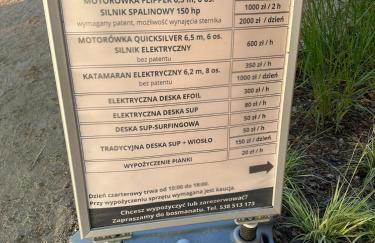 MOTORÓWKA FLIPPER 6,5 m, 6 os.
SILNIK SPALINOWY 150 hp
wymagany patent, możliwość wynajęcia sternika
1000 zł / 2 h
2000 zł / dzień
MOTORÓWKA QUICKSILVER 6,5 m, 6 os
SILNIK ELEKTRYCZNY
bez patentu
600 zł / h
KATAMARAN ELEKTRYCZNY 6,2 m, 8 os.
bez patentu
350 zł / h
1000 zł / dzień
ELEKTRYCZNA DESKA EFOIL
300 zł / h
ELEKTRYCZNA DESKA SUP
80 zł / h
DESKA SUP-SURFINGOWA
50 zł / h
TRADYCYJNA DESKA SUP + WIOSŁO
50 zł / h
150 zł / dzień
WYPOŻYCZENIE PIANKI
20 zł / h
Dzień czarterowy trwa od 10:00 do 18:00.
Przy wypożyczeniu sprzętu wymagana jest kaucja.
Chcesz wypożyczyć lub zarezerwować?
Zapraszamy do bosmanatu. Tel. 538 513 173